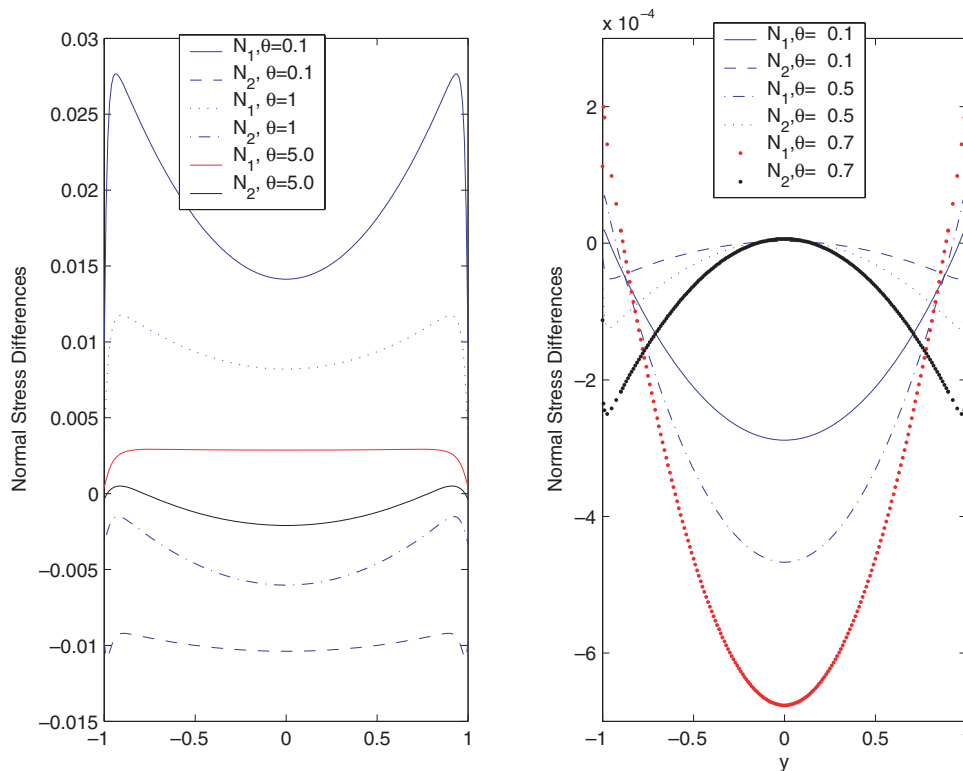 0.03
0.025
0.02
0.015
0.01
0.005
0
−0.005
−0.01
−0.015
Normal Stress Differences
−1
−0.5
0
0.5
1
N1,θ=0.1
N2, θ=0.1
N1, θ=1
N2, θ=1
N1, θ=5.0
N2, θ=5.0
x 10−4
2
0
−2
−4
−6
Normal Stress Differences
−1
−0.5
0
0.5
y
N1,θ= 0.1
N2,θ= 0.1
N1,θ= 0.5
N2,θ= 0.5
N1,θ= 0.7
N2,θ= 0.7